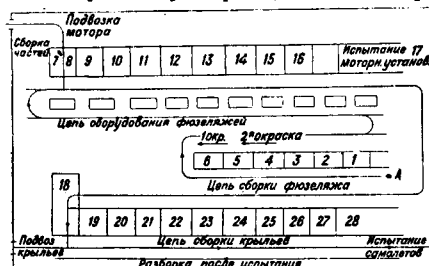 Подвозка
мотора
Сборка
частей
7 8 9 10 11 12 13 14 15 16
Испытание 17
моторн. установ.
Цепь оборудования фюзеляжей
1 окр. 2ª окраска
6 5 4 3 2 1
А
Цепь сборки фюзеляжа
18
19 20 21 22 23 24 25 26 27 28
Подвоз
крыльев
Цепь сборки крыльев
Испытание
самолетов
Разборка после испытания